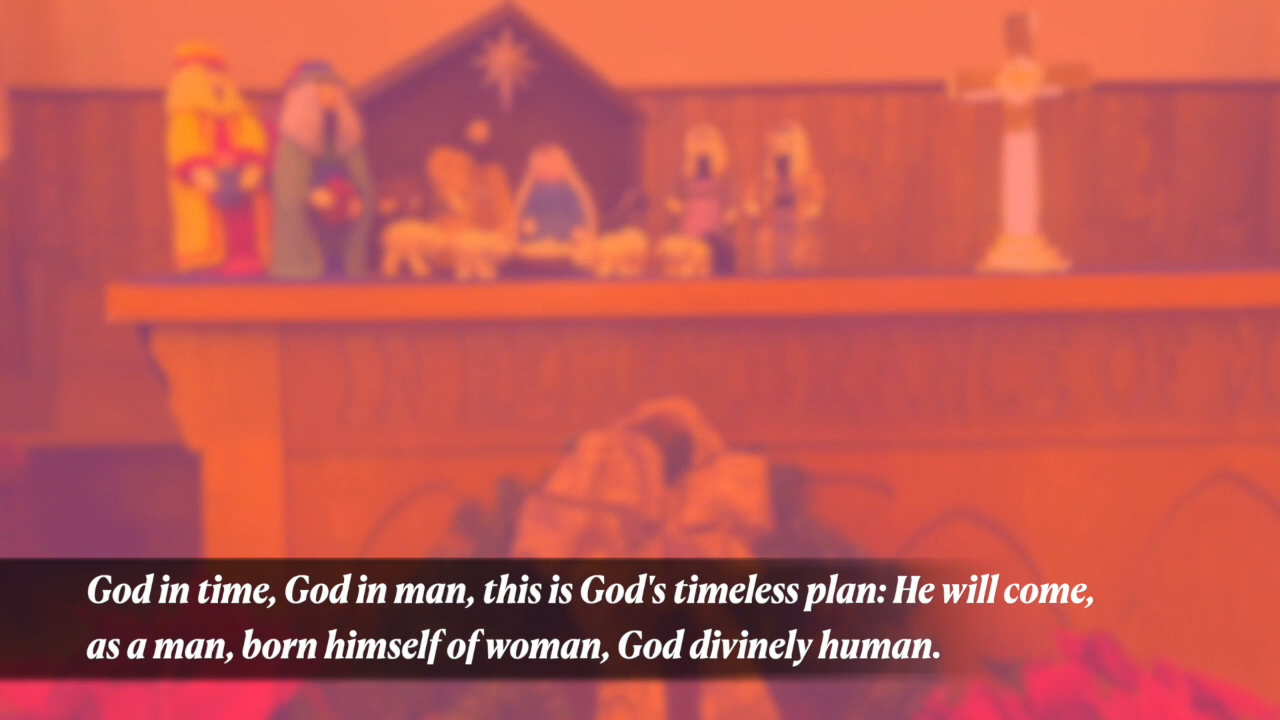 God in time, God in man, this is God's timeless plan: He will come,
as a man, born himself of woman, God divinely human.